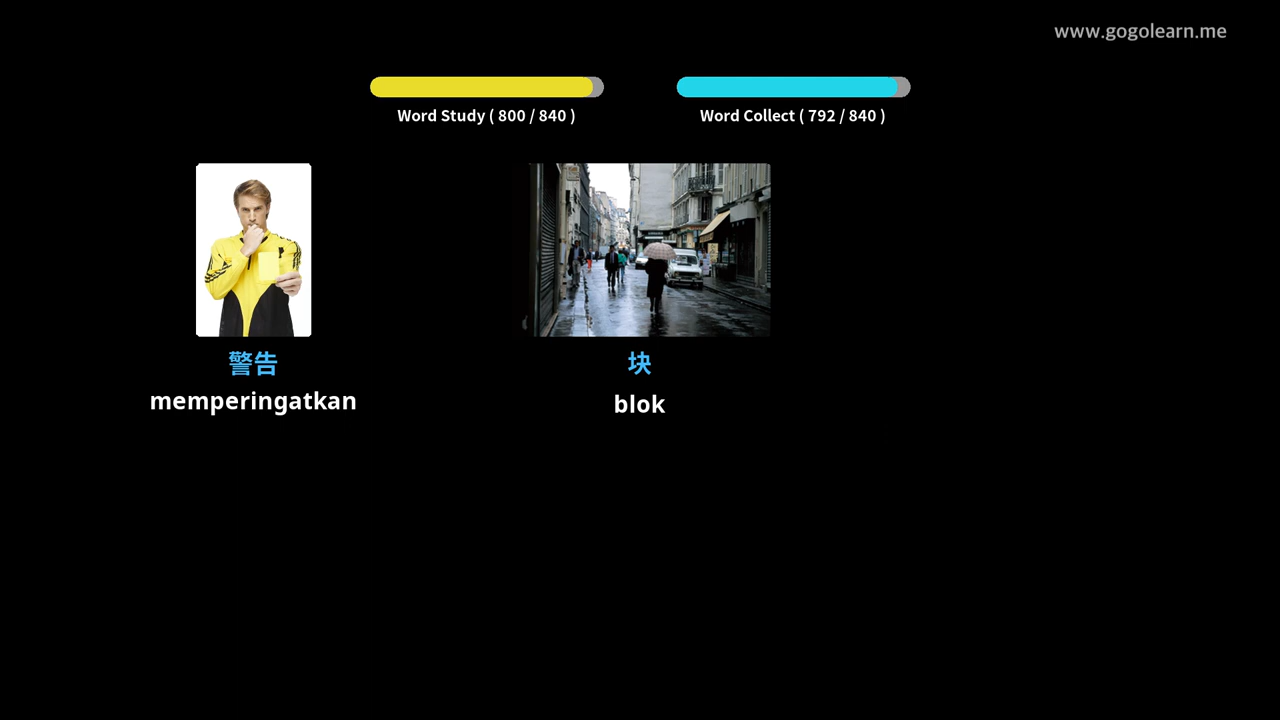 www.gogolearn.me
Word Study ( 800 / 840 )
Word Collect ( 792 / 840 )
警告
memperingatkan
块
blok